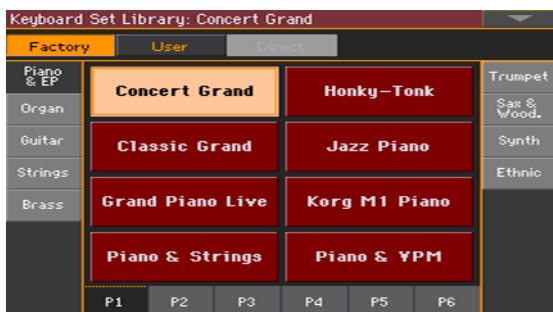 Keyboard Set Library: Concert Grand
Factory User Direct
Piano
& EP
Organ
Guitar
Strings
Brass
Concert Grand Honky-Tonk
Classic Grand Jazz Piano
Grand Piano Live Korg M1 Piano
Piano & Strings Piano & VPM
Trumpet
Sax &
Wood.
Synth
Ethnic
P1 P2 P3 P4 P5 P6